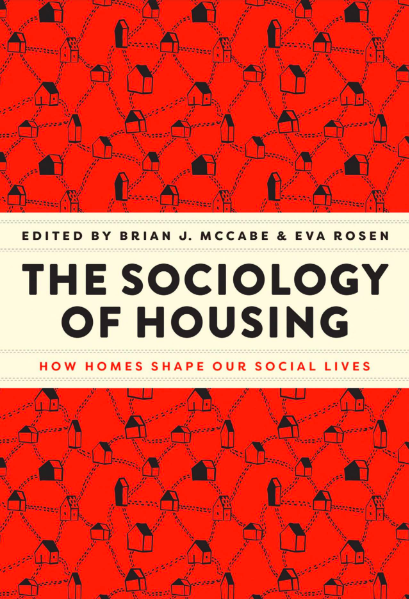 EDITED BY BRIAN J. MCCABE & EVA ROSEN
THE SOCIOLOGY
OF HOUSING
HOW HOMES SHAPE OUR SOCIAL LIVES